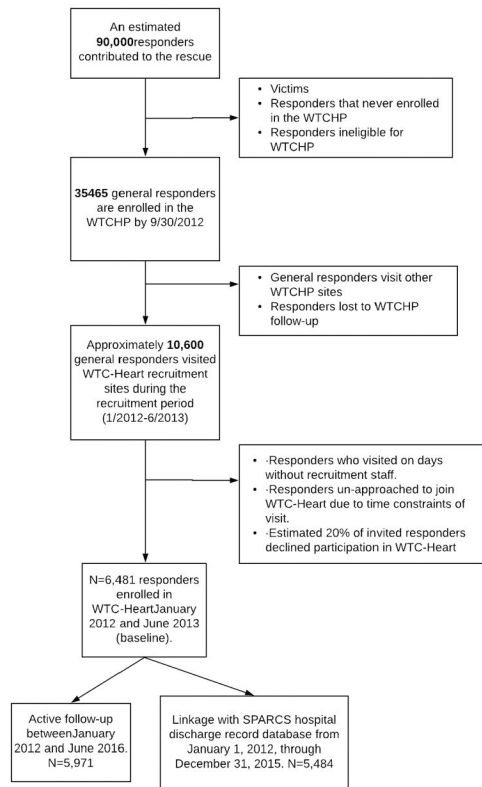 An estimated
90,000responders
contributed to the rescue
• Victims
• Responders that never enrolled
in the WTCHP
• Responders ineligible for
WTCHP
35465 general responders
are enrolled in the
WTCHP by 9/30/2012
• General responders visit other
WTCHP sites
• Responders lost to WTCHP
follow-up
Approximately 10,600
general responders visited
WTC-Heart recruitment
sites during the
recruitment period
(1/2012-6/2013)
• ·Responders who visited on days
without recruitment staff.
• ·Responders un-approached to join
WTC-Heart due to time constraints of
visit.
• ·Estimated 20% of invited responders
declined participation in WTC-Heart
N=6,481 responders
enrolled in
WTC-HeartJanuary
2012 and June 2013
(baseline).
Active follow-up
betweenJanuary
2012 and June 2016.
N=5,971
Linkage with SPARCS hospital
discharge record database from
January 1, 2012, through
December 31, 2015. N=5,484